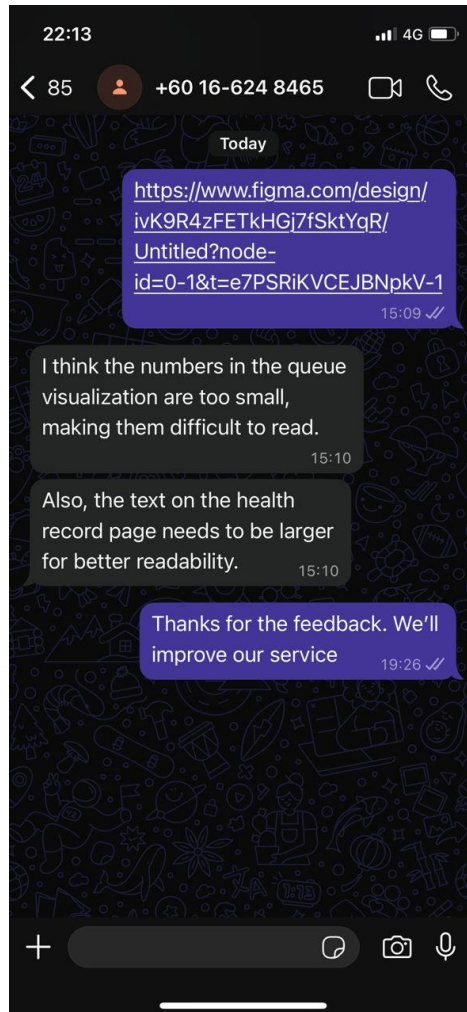 22:13
4G
85
+60 16-624 8465
Today
https://www.figma.com/design/
ivK9R4zFETkHGj7fSktYqR/
Untitled?node-
id=0-1&t=e7PSRiKVCEJBNpkV-1
15:09
I think the numbers in the queue
visualization are too small,
making them difficult to read.
15:10
Also, the text on the health
record page needs to be larger
for better readability.
15:10
Thanks for the feedback. We’ll
improve our service
19:26